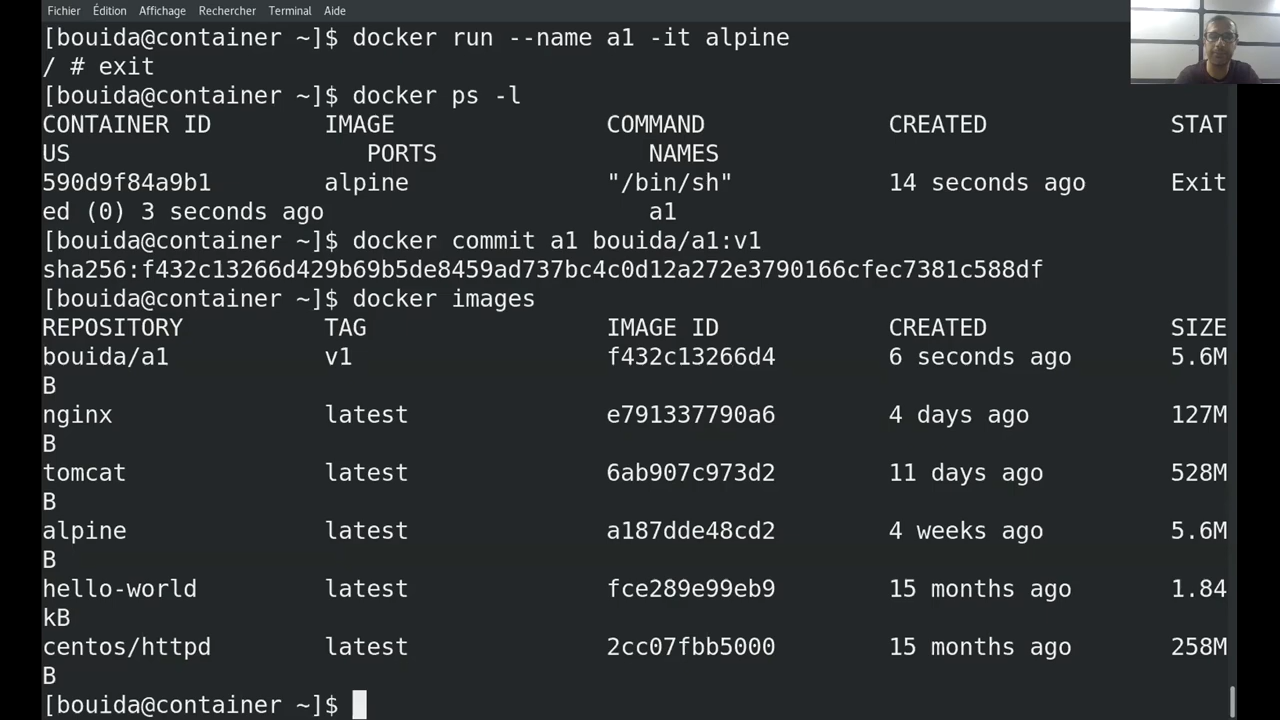 Fichier Édition Affichage Rechercher Terminal Aide
[bouida@container ~]$ docker run --name a1 -it alpine
/ # exit
[bouida@container ~]$ docker ps -l
CONTAINER ID IMAGE COMMAND CREATED STAT
US PORTS NAMES
590d9f84a9b1 alpine "/bin/sh" 14 seconds ago Exit
ed (0) 3 seconds ago a1
[bouida@container ~]$ docker commit a1 bouida/a1:v1
sha256:f432c13266d429b69b5de8459ad737bc4c0d12a272e3790166cfec7381c588df
[bouida@container ~]$ docker images
REPOSITORY TAG IMAGE ID CREATED SIZE
bouida/a1 v1 f432c13266d4 6 seconds ago 5.6M
B
nginx latest e791337790a6 4 days ago 127M
B
tomcat latest 6ab907c973d2 11 days ago 528M
B
alpine latest a187dde48cd2 4 weeks ago 5.6M
B
hello-world latest fce289e99eb9 15 months ago 1.84
kB
centos/httpd latest 2cc07fbb5000 15 months ago 258M
B
[bouida@container ~]$